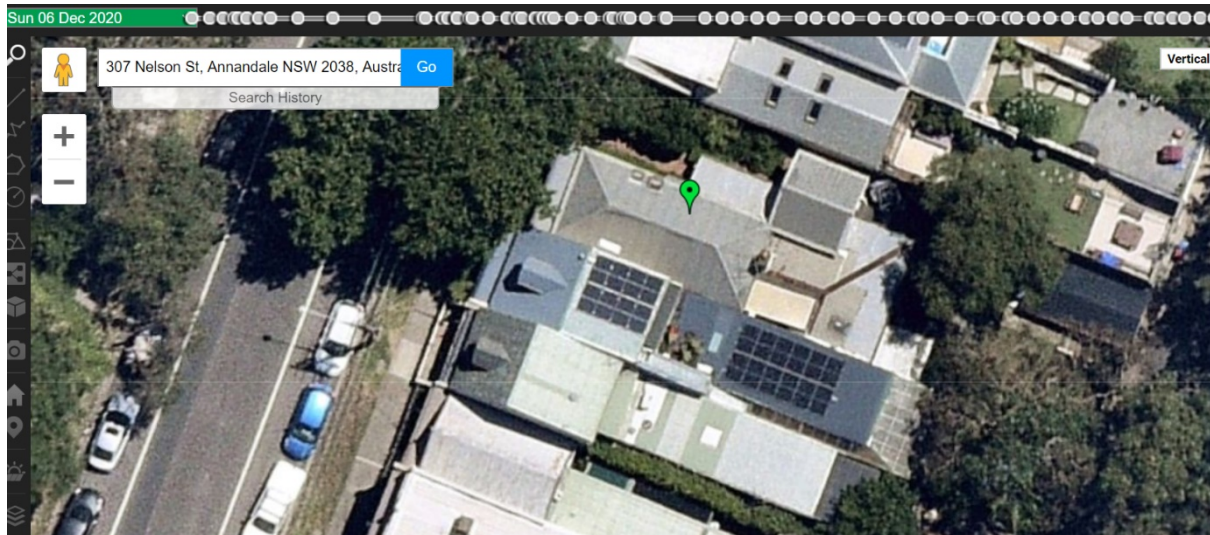 Sun 06 Dec 2020
307 Nelson St, Annandale NSW 2038, Austra
Go
Vertical
Search History